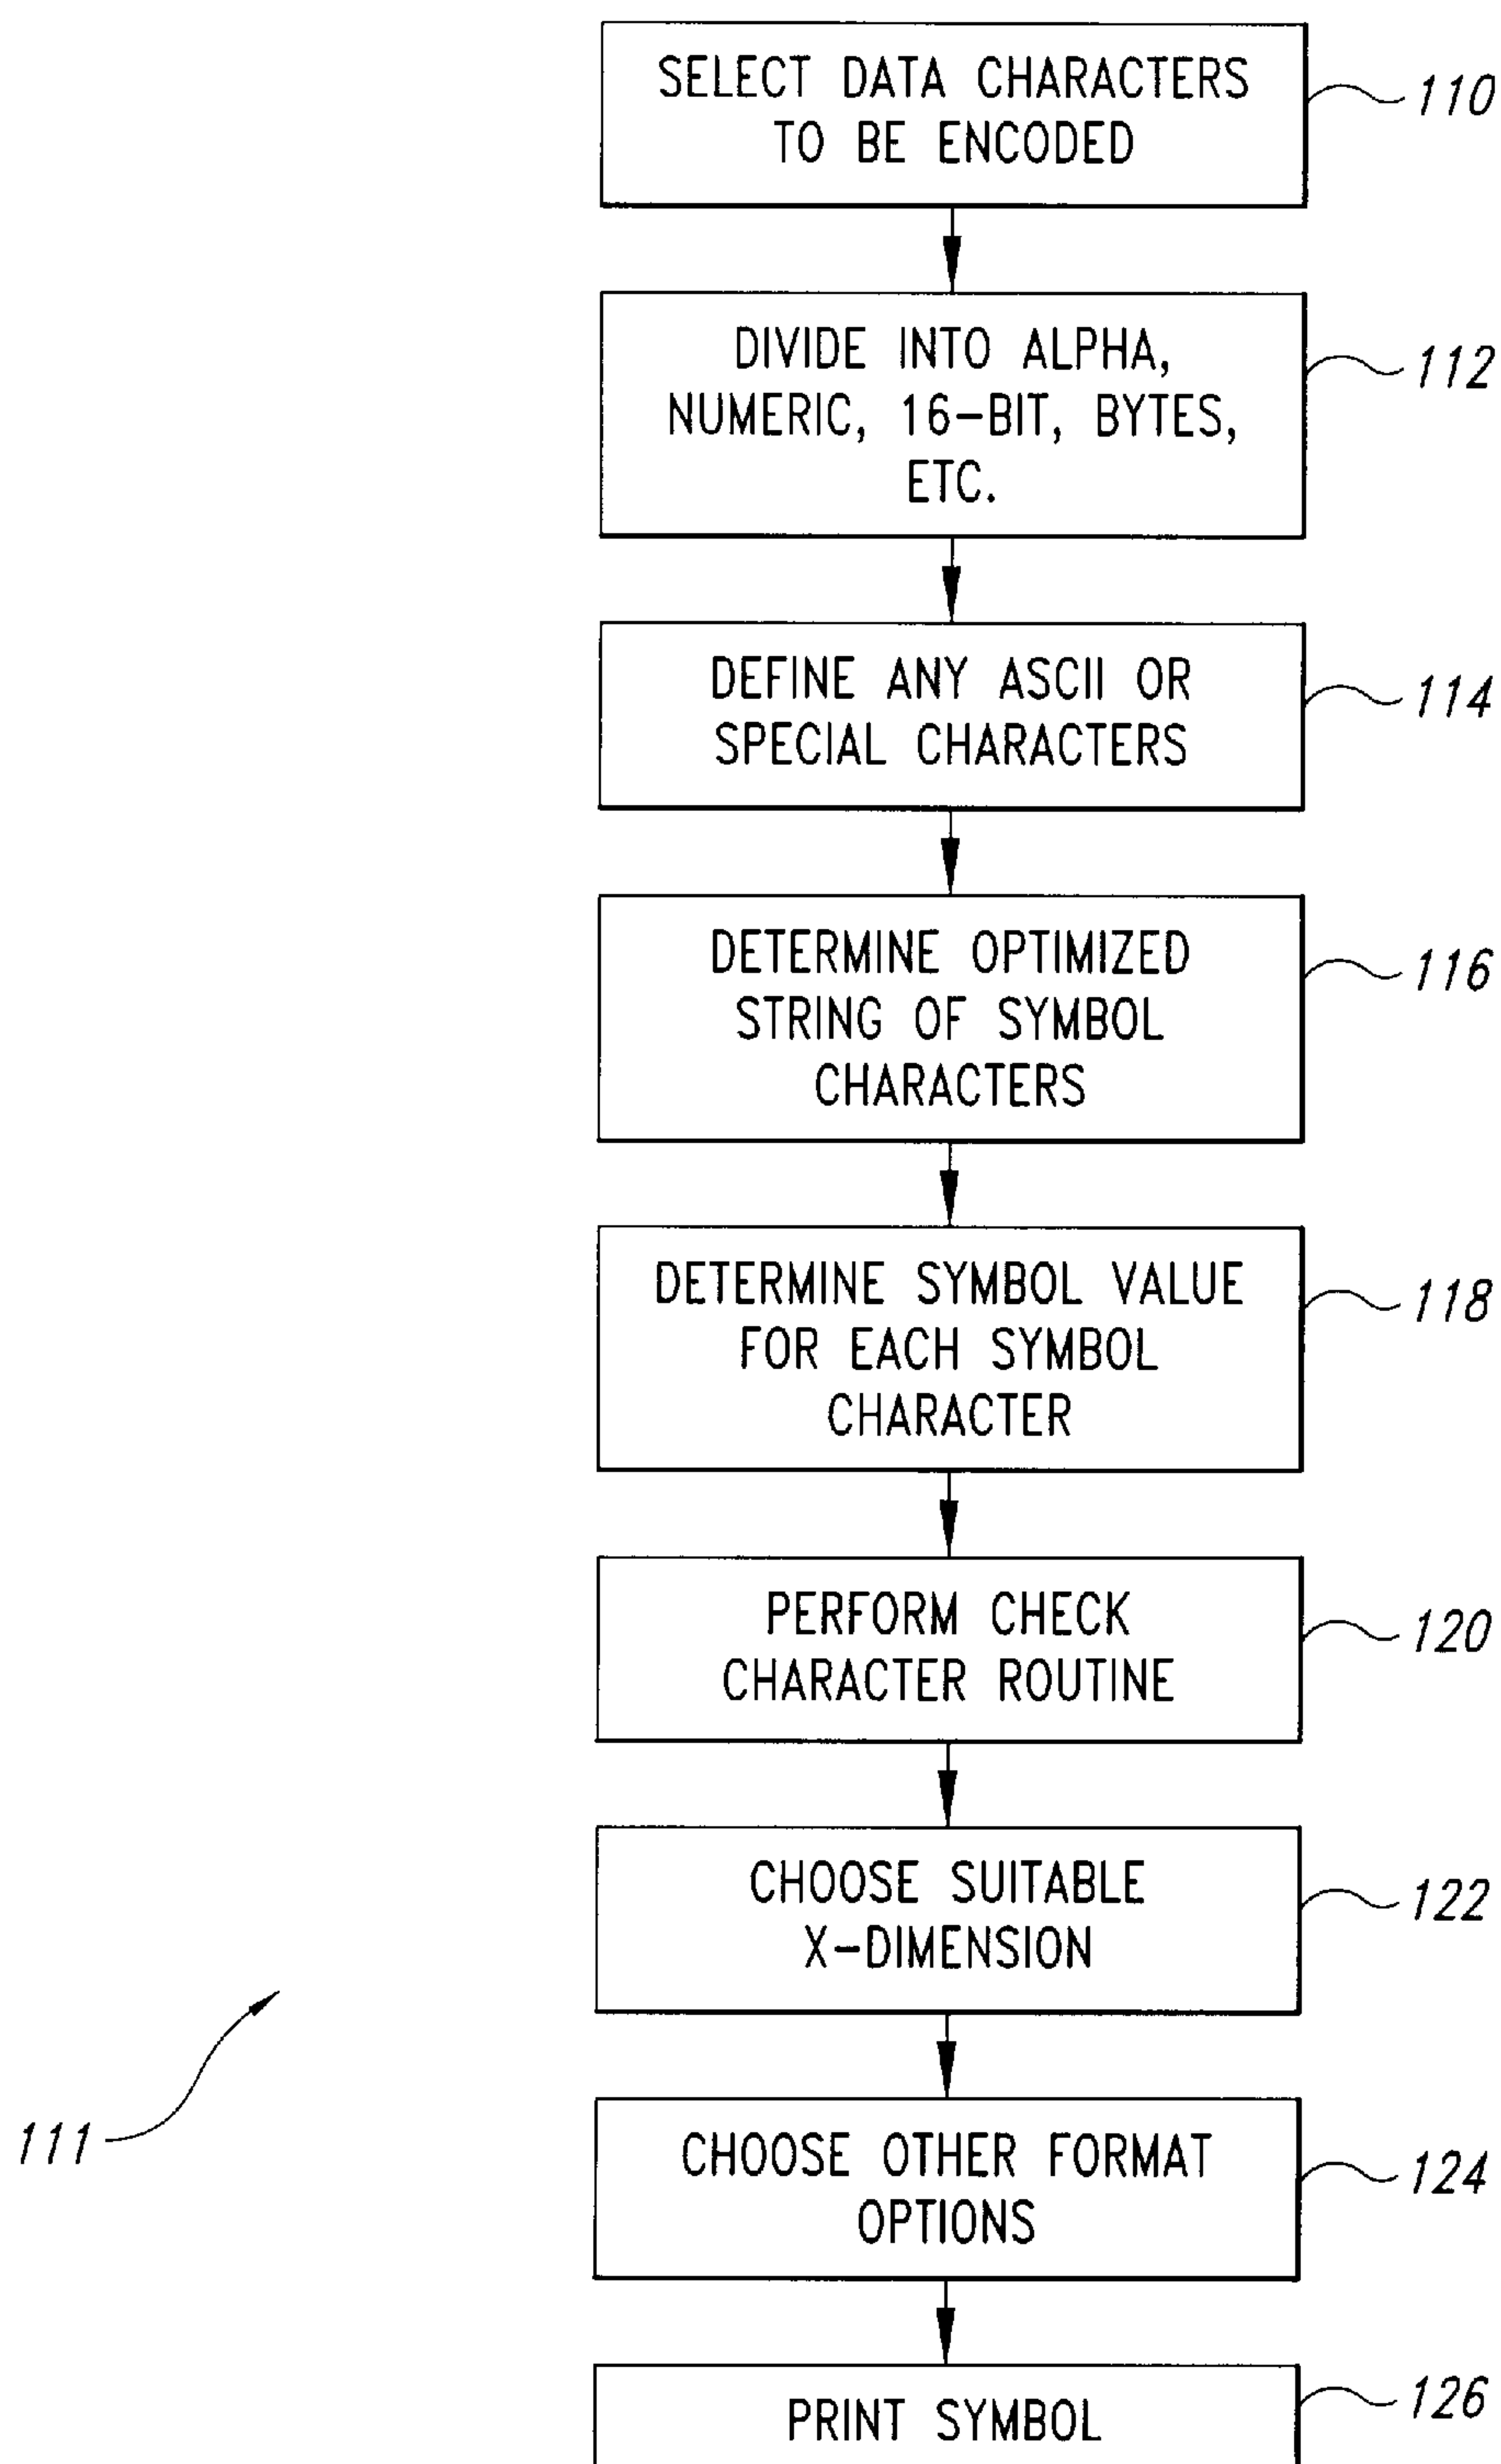 SELECT DATA CHARACTERS
TO BE ENCODED
110
DIVIDE INTO ALPHA,
NUMERIC, 16-BIT, BYTES,
ETC.
112
DEFINE ANY ASCII OR
SPECIAL CHARACTERS
114
DETERMINE OPTIMIZED
STRING OF SYMBOL
CHARACTERS
116
DETERMINE SYMBOL VALUE
FOR EACH SYMBOL
CHARACTER
118
PERFORM CHECK
CHARACTER ROUTINE
120
CHOOSE SUITABLE
X-DIMENSION
122
111
CHOOSE OTHER FORMAT
OPTIONS
124
PRINT SYMBOL
126